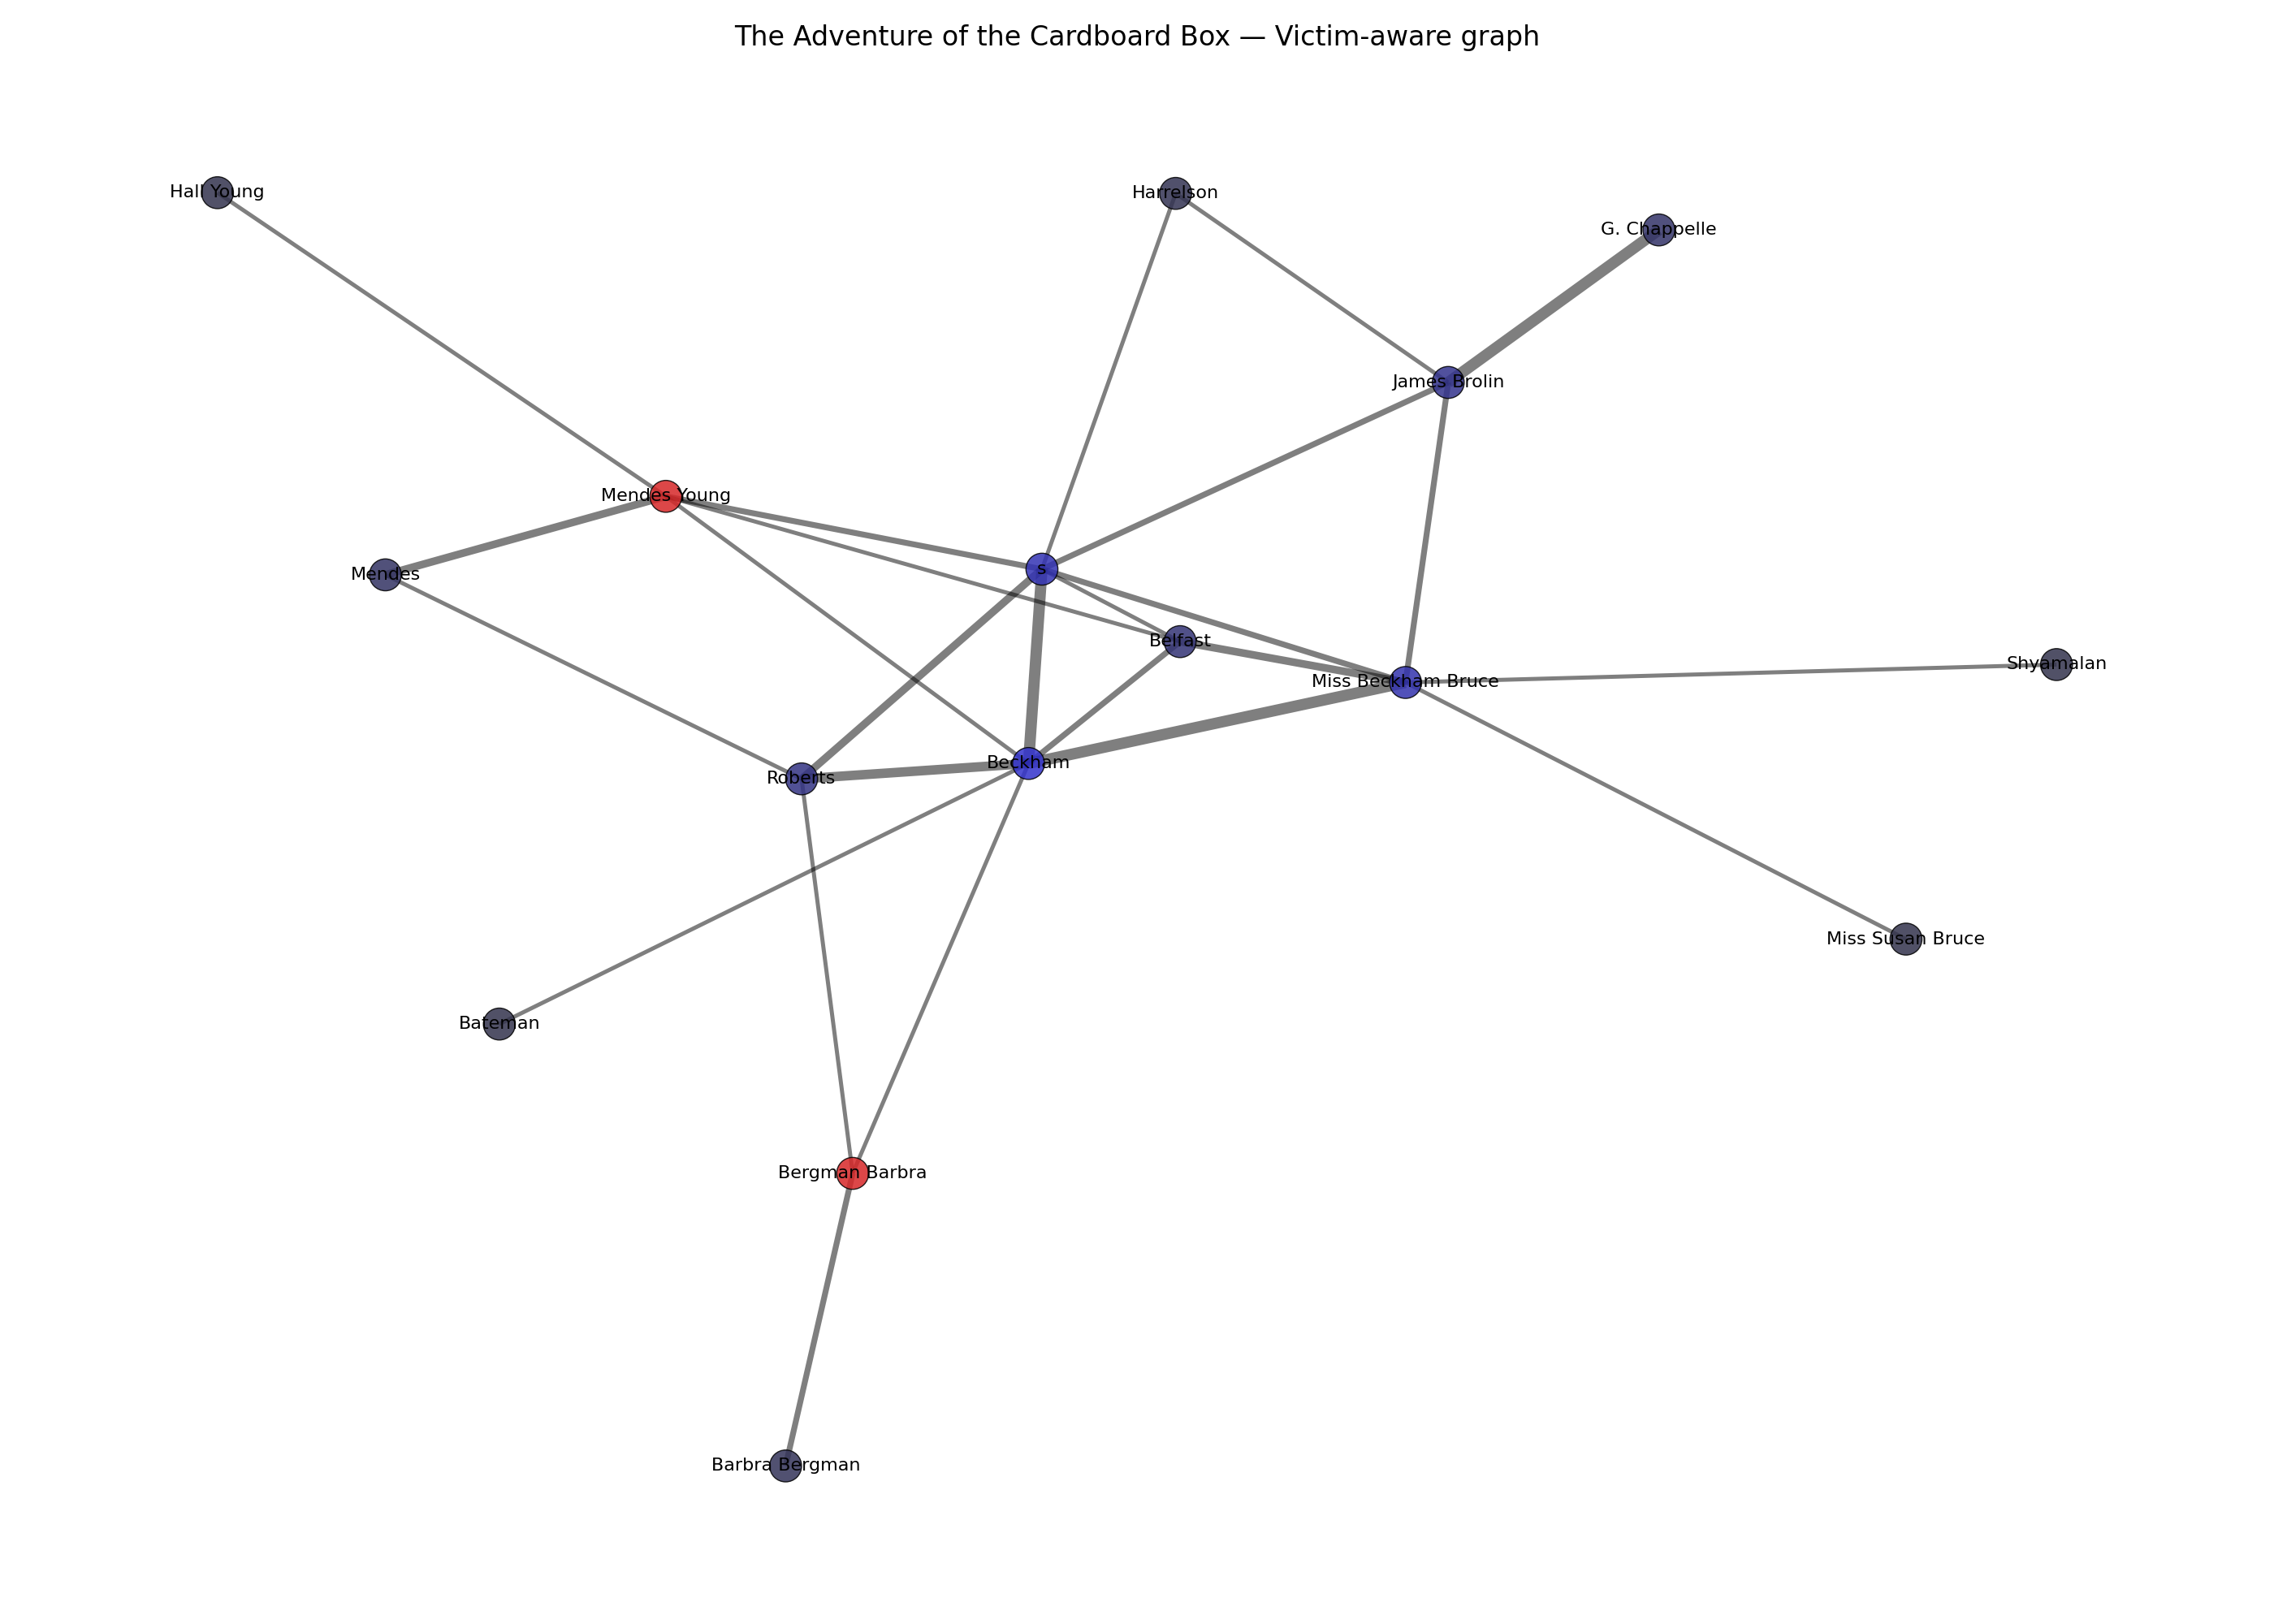 The Adventure of the Cardboard Box — Victim-aware graph
Hall Young
Harrelson
G. Chappelle
James Brolin
Mendes Young
Mendes
s
Belfast
Shyamalan
Miss Beckham Bruce
Beckham
Roberts
Miss Susan Bruce
Bateman
Bergman Barbra
Barbra Bergman